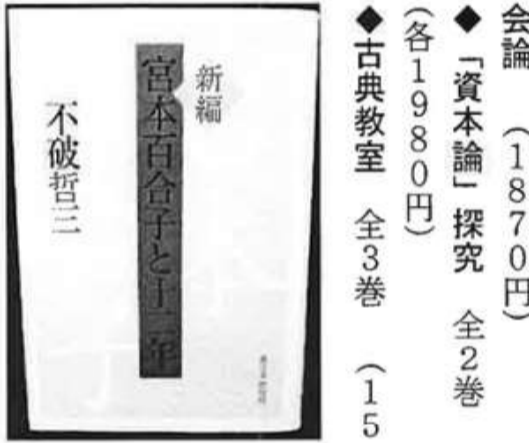 会論　（1870円）
◆「資本論」探究　全2巻
（各1980円）
◆古典教室　全3巻　（15
新編
宮本百合子と十二年
不破哲三